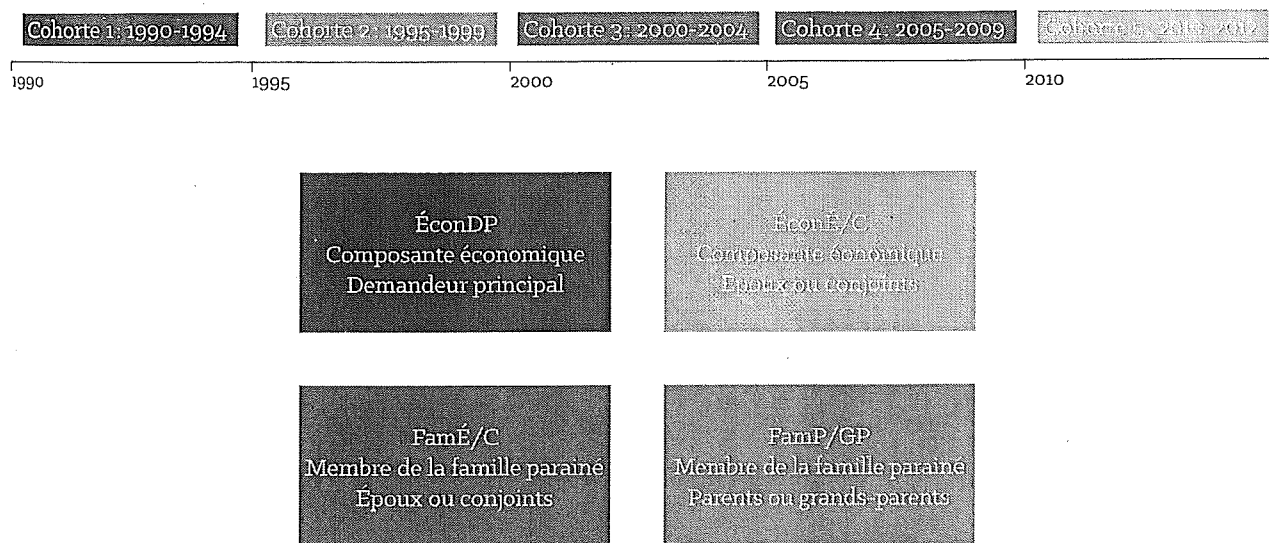 Cohorte 1: 1990-1994 Cohorte 2: 1995-1999 Cohorte 3: 2000-2004 Cohorte 4: 2005-2009 Cohorte 5: 2010-2012
1990 1995 2000 2005 2010
ÉconDP
Composante économique
Demandeur principal
ÉconÉ/C
Composante économique
Époux ou conjoints
FamÉ/C
Membre de la famille parainé
Époux ou conjoints
FamP/GP
Membre de la famille parainé
Parents ou grands-parents